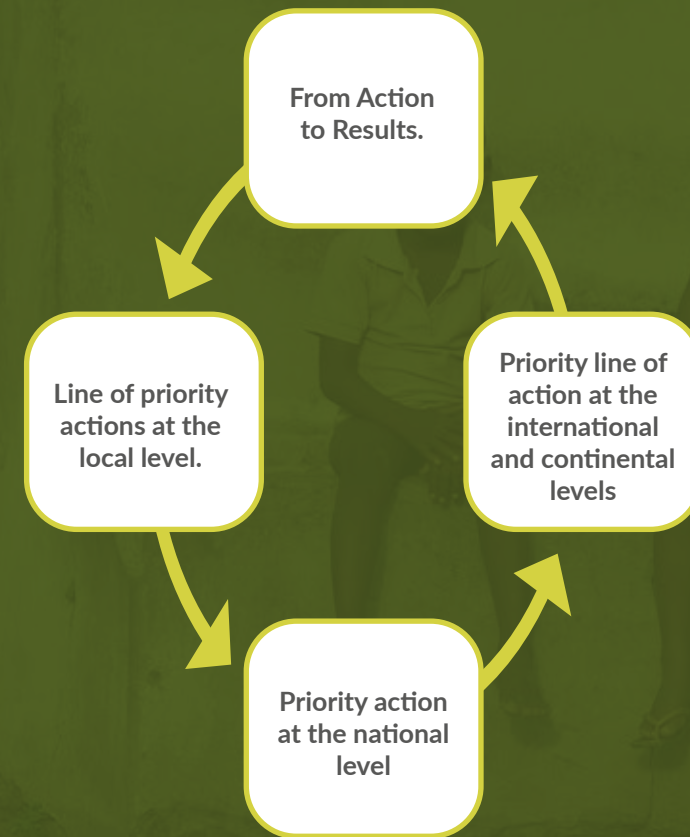 From Action
to Results.
Line of priority
actions at the
local level.
Priority line of
action at the
international
and continental
levels
Priority action
at the national
level